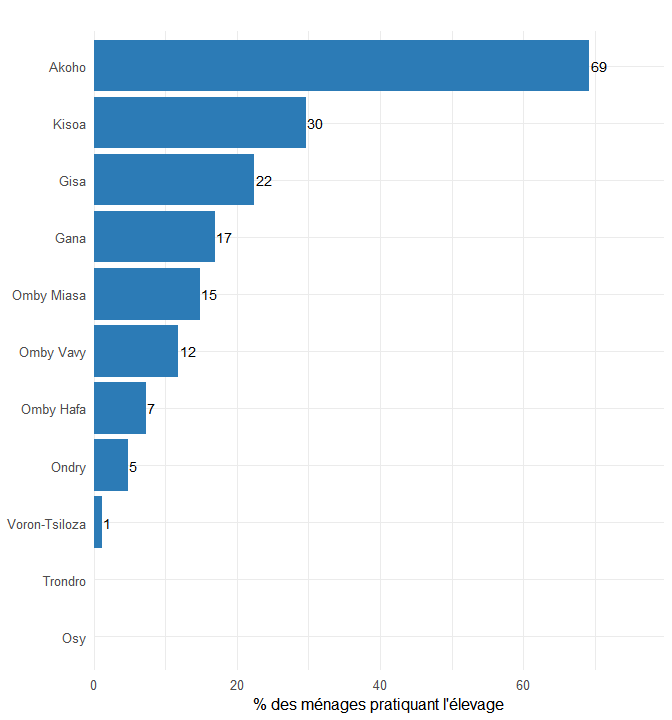 Akoho 69
Kisoa 30
Gisa 22
Gana 17
Omby Miasa 15
Omby Vavy 12
Omby Hafa 7
Ondry 5
Voron-Tsiloza 1
Trondro
Osy
0 20 40 60
% des ménages pratiquant l'élevage